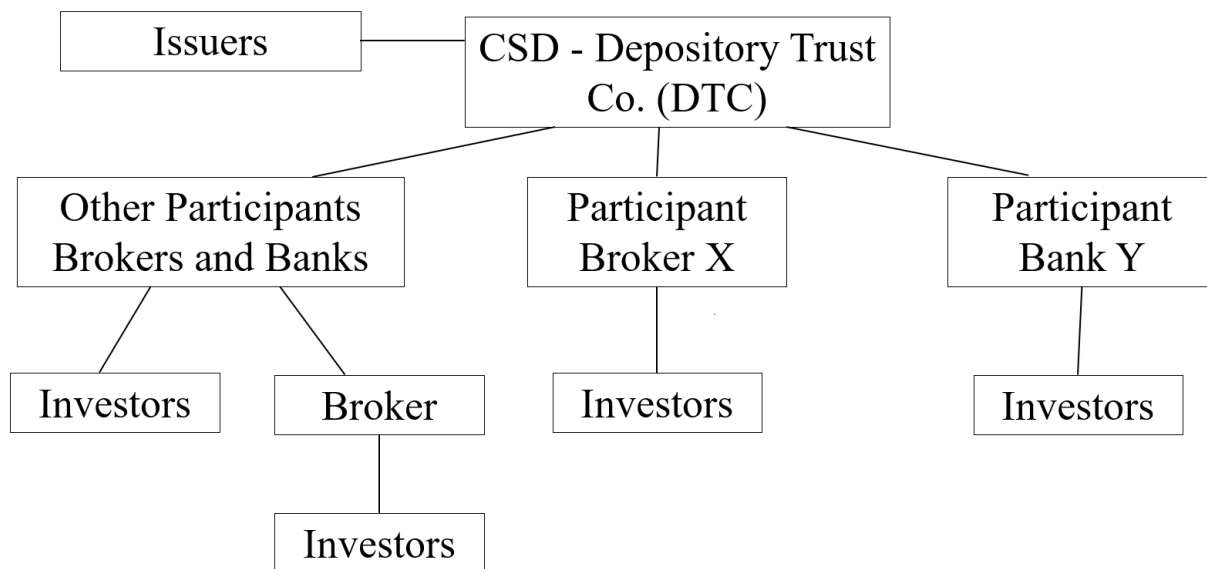 Issuers
CSD - Depository Trust
Co. (DTC)
Other Participants
Brokers and Banks
Participant
Broker X
Participant
Bank Y
Investors
Broker
Investors
Investors
Investors